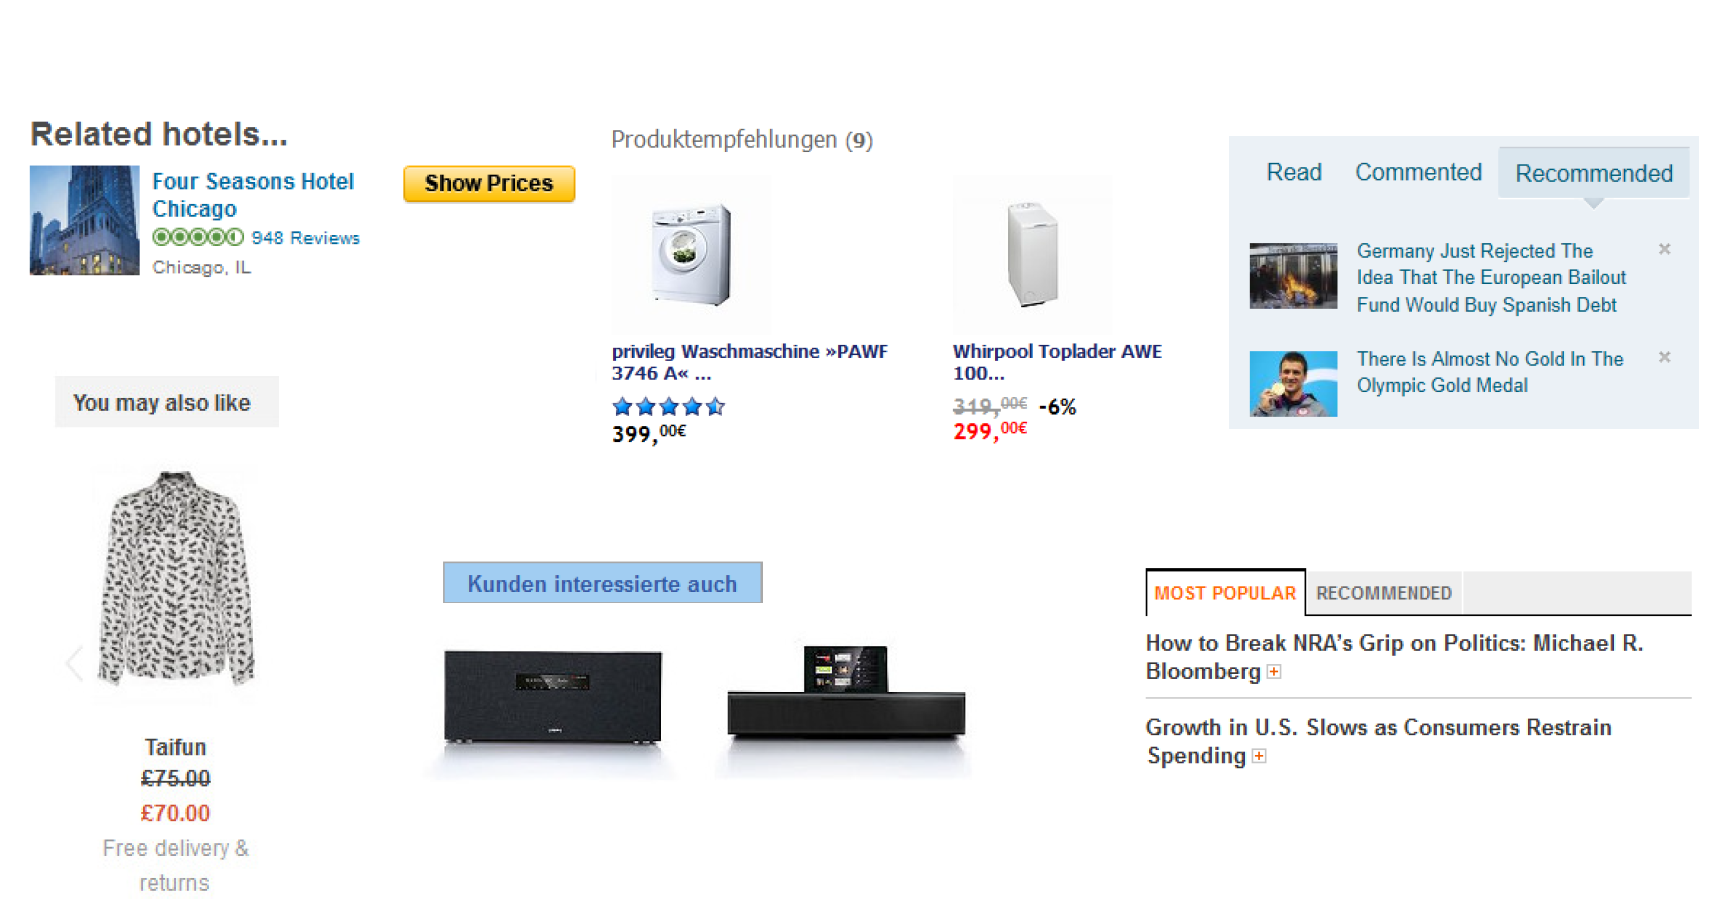 Related hotels...
Four Seasons Hotel
Chicago
948 Reviews
Chicago, IL
Show Prices
Produktempfehlungen (9)
privileg Waschmaschine »PAWF
3746 A« ...
399,00€
Whirpool Toplader AWE
100...
319,00€ -6%
299,00€
Read Commented Recommended
Germany Just Rejected The
Idea That The European Bailout
Fund Would Buy Spanish Debt
There Is Almost No Gold In The
Olympic Gold Medal
You may also like
Taifun
£75.00
£70.00
Free delivery &
returns
Kunden interessierte auch
MOST POPULAR RECOMMENDED
How to Break NRA’s Grip on Politics: Michael R.
Bloomberg
Growth in U.S. Slows as Consumers Restrain
Spending